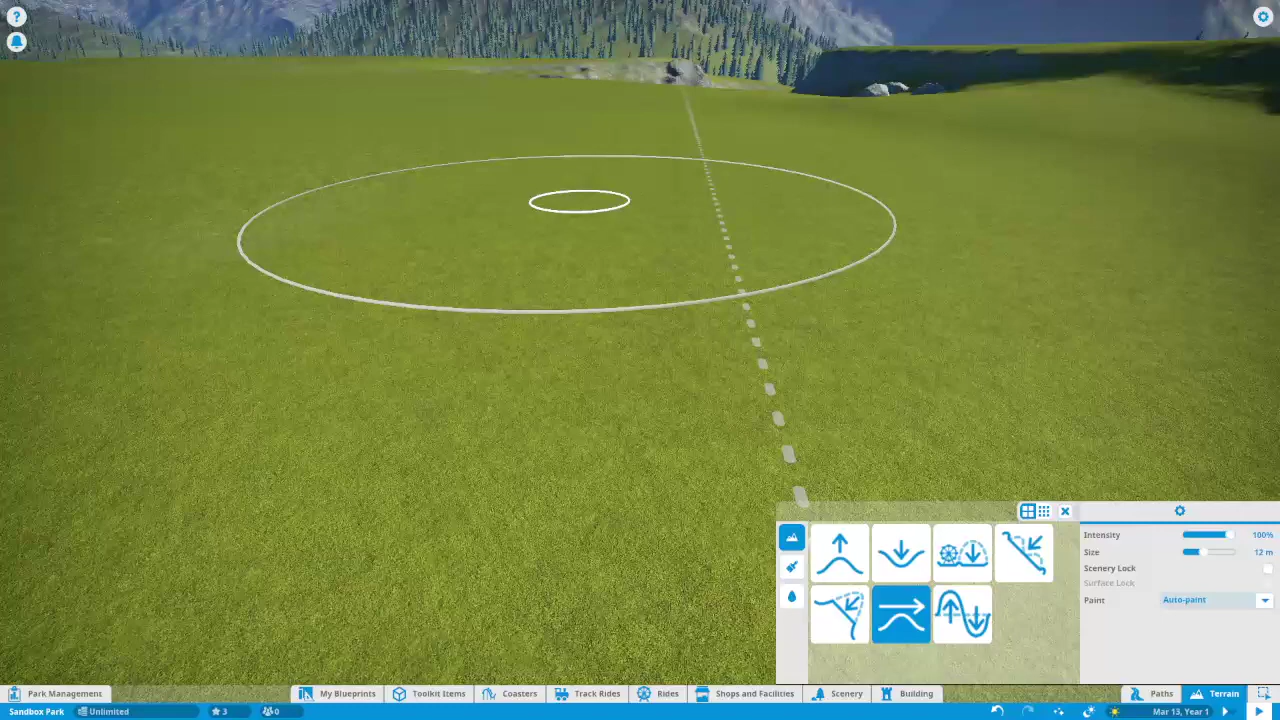 ?
Intensity 100%
Size 12 m
Scenery Lock
Surface Lock
Paint Auto-paint
Park Management My Blueprints Toolkit Items Coasters Track Rides Rides Shops and Facilities Scenery Building Paths Terrain
Sandbox Park Unlimited 3 0 Mar 13, Year 1